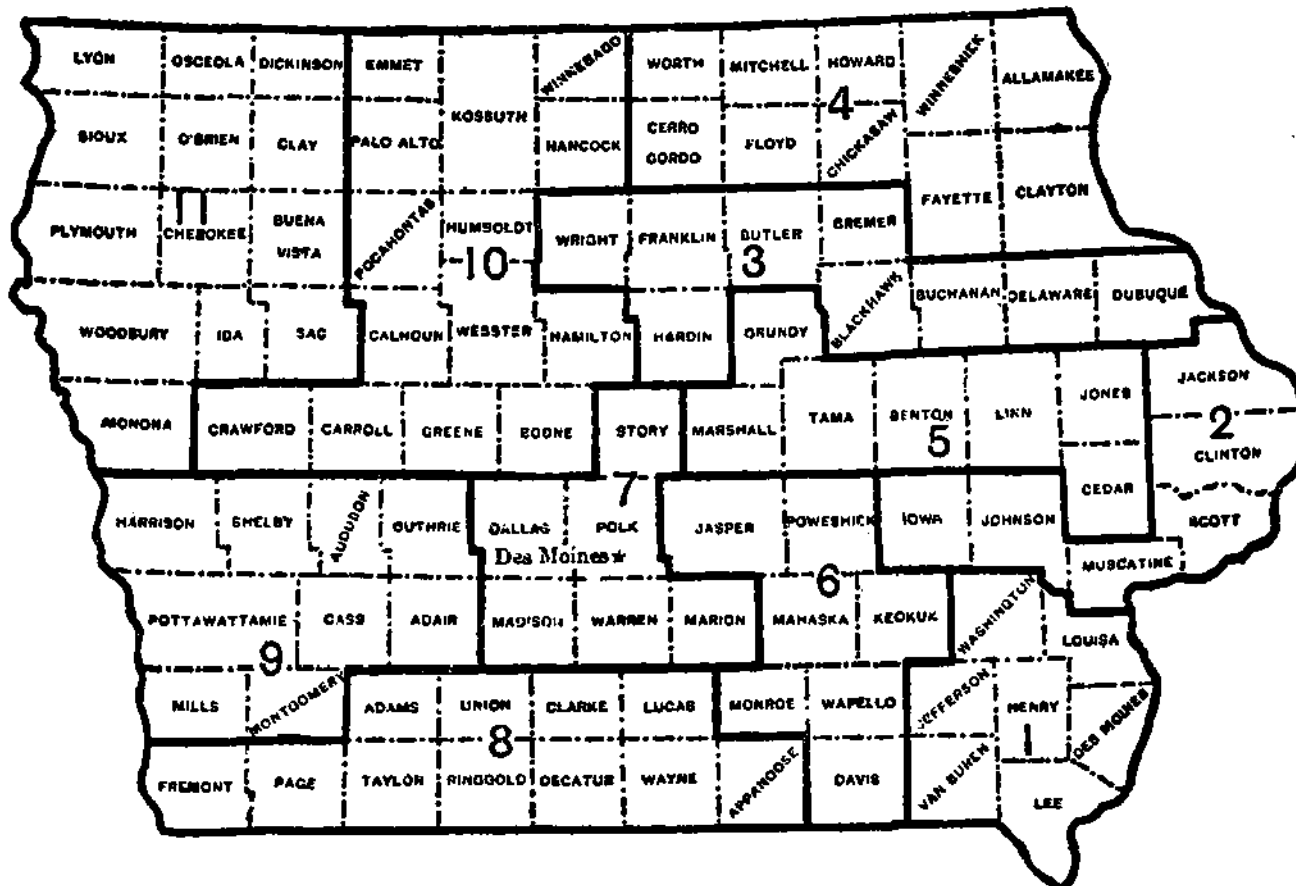 LYON
OSCEOLA
DICKINSON
EMMET
WINNEBAGO
WORTH
MITCHELL
HOWARD
WINNESHIEK
ALLAMAKEE
4
KOSSUTH
SIOUX
O'BRIEN
CLAY
PALO ALTO
HANCOCK
CERRO
GORDO
FLOYD
CHICKASAW
FAYETTE
CLAYTON
PLYMOUTH
11
CHEROKEE
BUENA
VISTA
POCAHONTAS
HUMBOLDT
10
WRIGHT
FRANKLIN
BUTLER
3
BREMER
BLACKHAWK
BUCHANAN
DELAWARE
DUBUQUE
WOODBURY
IDA
SAC
CALHOUN
WEBSTER
HAMILTON
HARDIN
GRUNDY
JACKSON
MONONA
CRAWFORD
CARROLL
GREENE
BOONE
STORY
MARSHALL
TAMA
BENTON
5
LINN
JONES
2
CLINTON
CEDAR
SCOTT
HARRISON
SHELBY
AUDUBON
GUTHRIE
DALLAS
7
POLK
Des Moines
JASPER
POWESHIEK
IOWA
JOHNSON
MUSCATINE
6
POTTAWATTAMIE
CASS
ADAIR
MADISON
WARREN
MARION
MAHASKA
KEOKUK
WASHINGTON
LOUISA
9
MILLS
MONTGOMERY
ADAMS
UNION
CLARKE
LUCAS
MONROE
WAPELLO
JEFFERSON
HENRY
DES MOINES
8
1
FREMONT
PAGE
TAYLOR
RINGGOLD
DECATUR
WAYNE
APPANOOSE
DAVIS
VAN BUREN
LEE